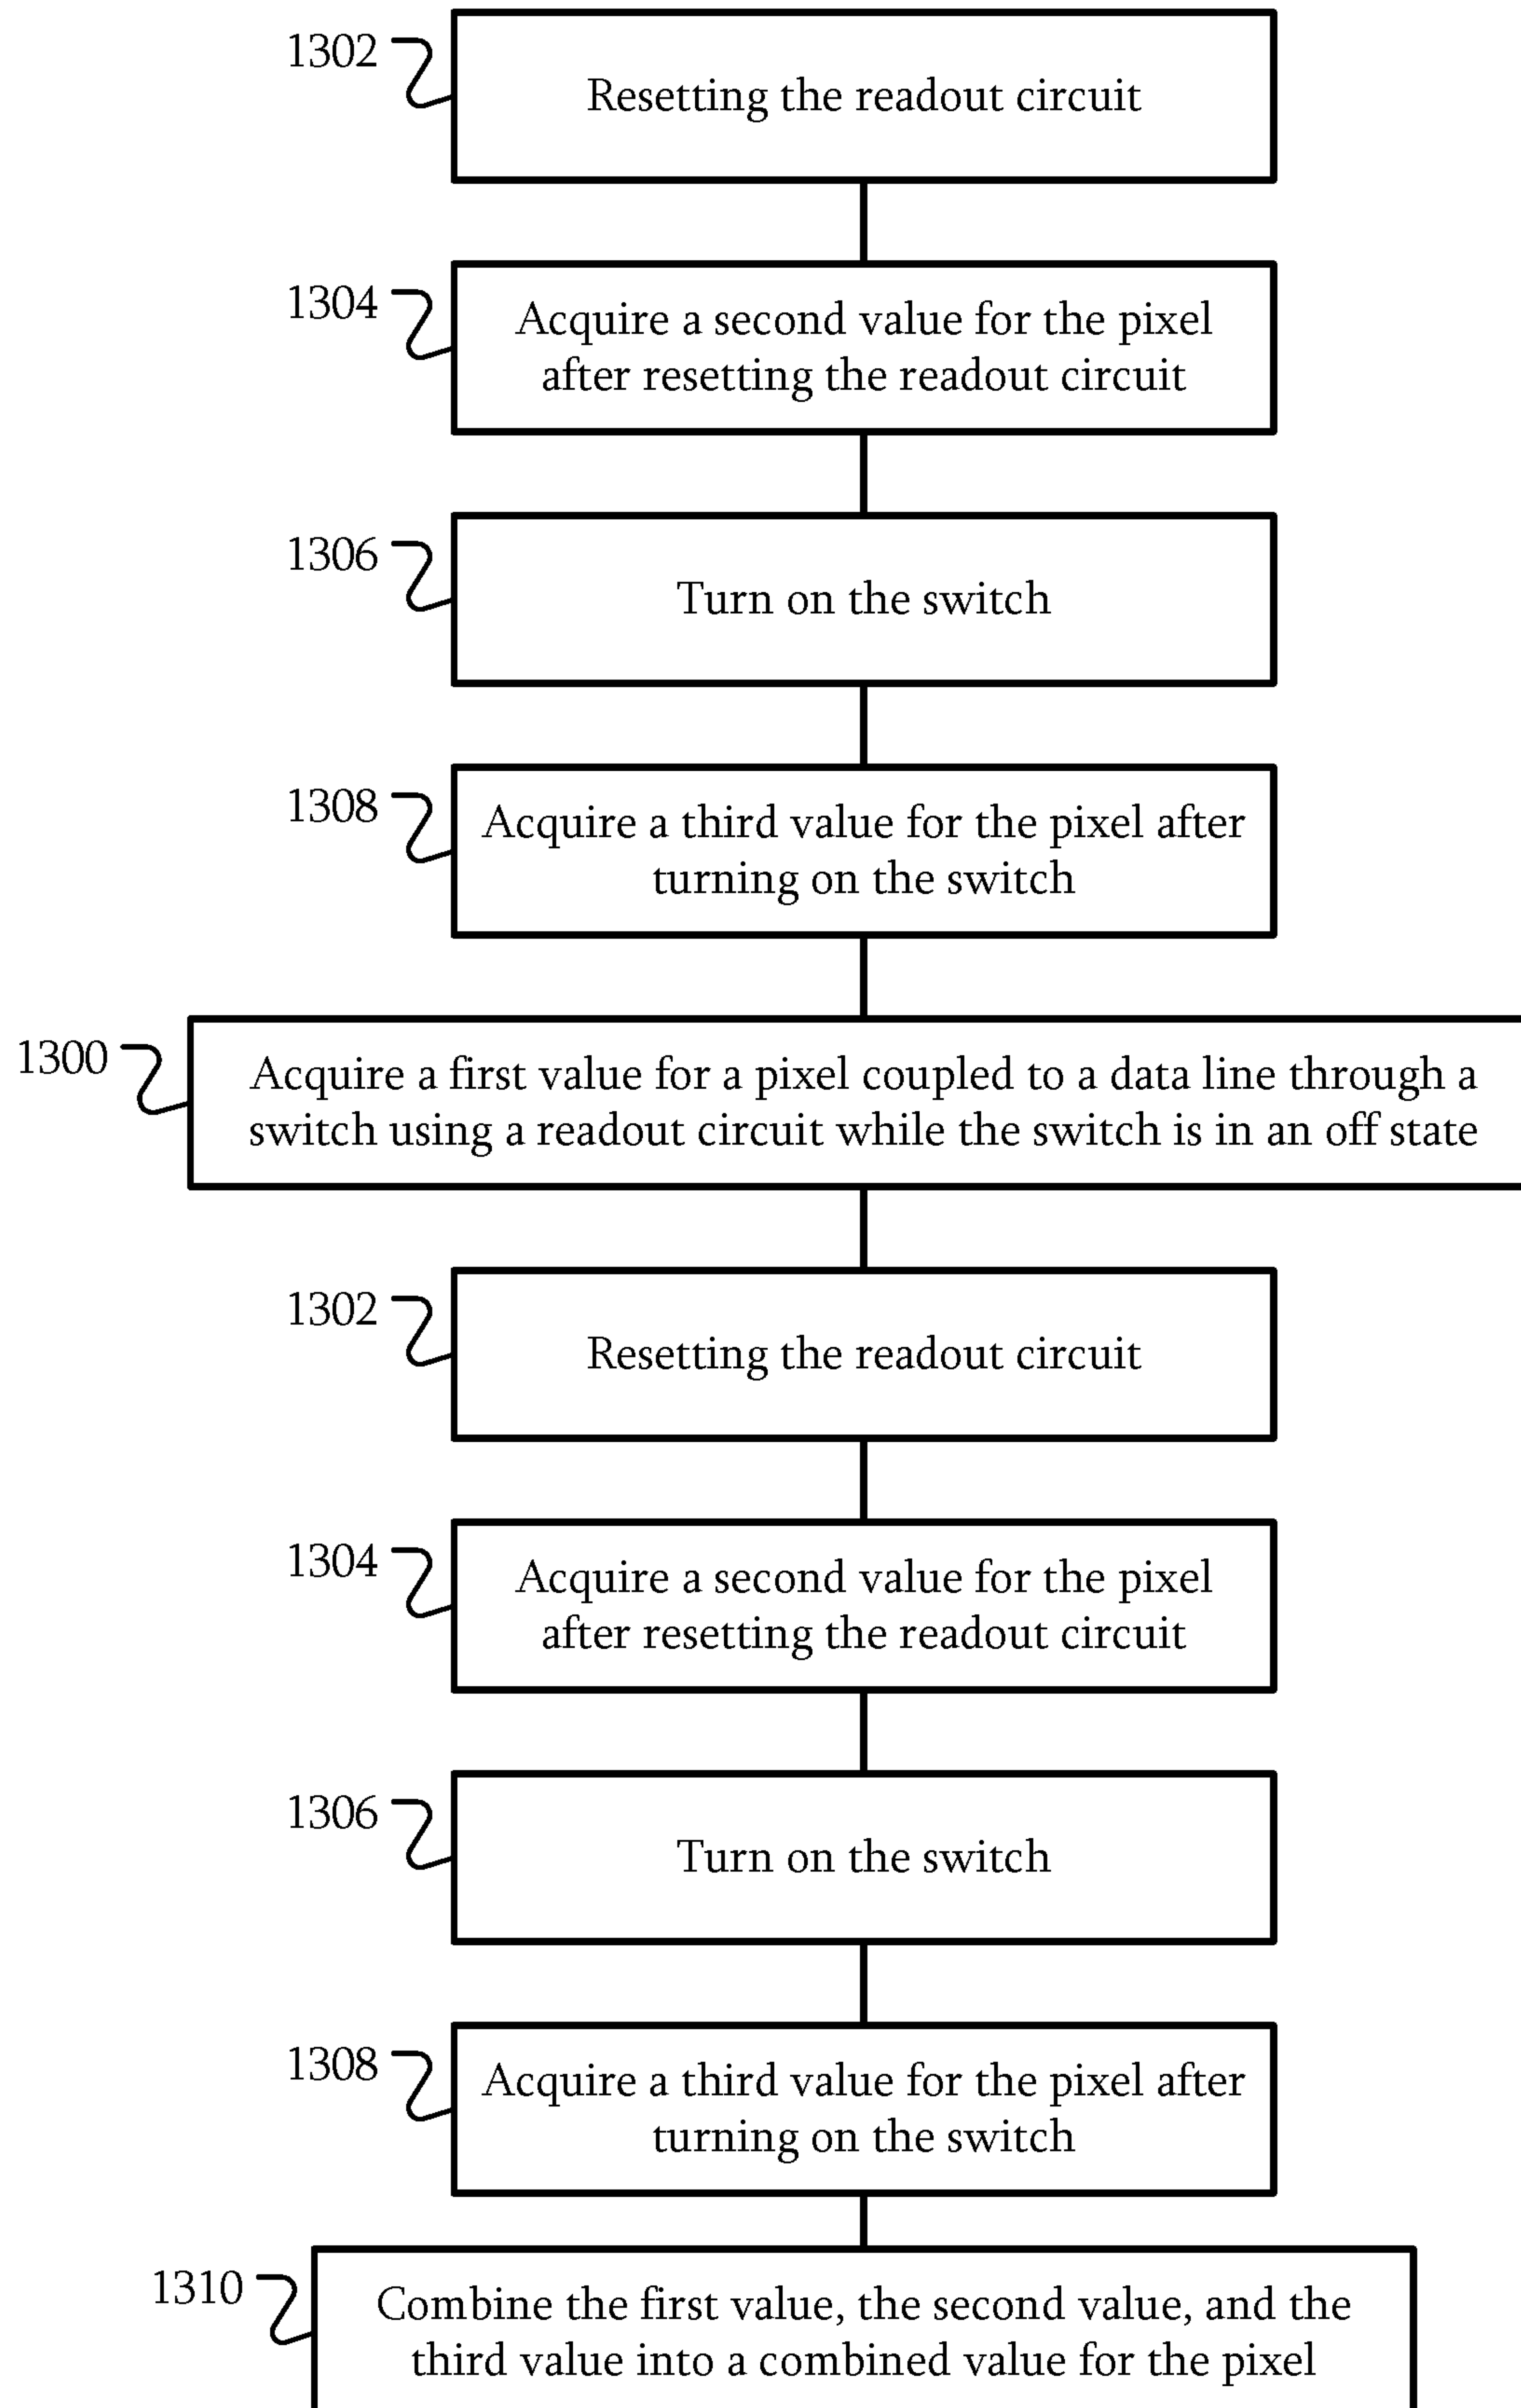 1302
Resetting the readout circuit
1304
Acquire a second value for the pixel
after resetting the readout circuit
1306
Turn on the switch
1308
Acquire a third value for the pixel after
turning on the switch
1300
Acquire a first value for a pixel coupled to a data line through a
switch using a readout circuit while the switch is in an off state
1302
Resetting the readout circuit
1304
Acquire a second value for the pixel
after resetting the readout circuit
1306
Turn on the switch
1308
Acquire a third value for the pixel after
turning on the switch
1310
Combine the first value, the second value, and the
third value into a combined value for the pixel